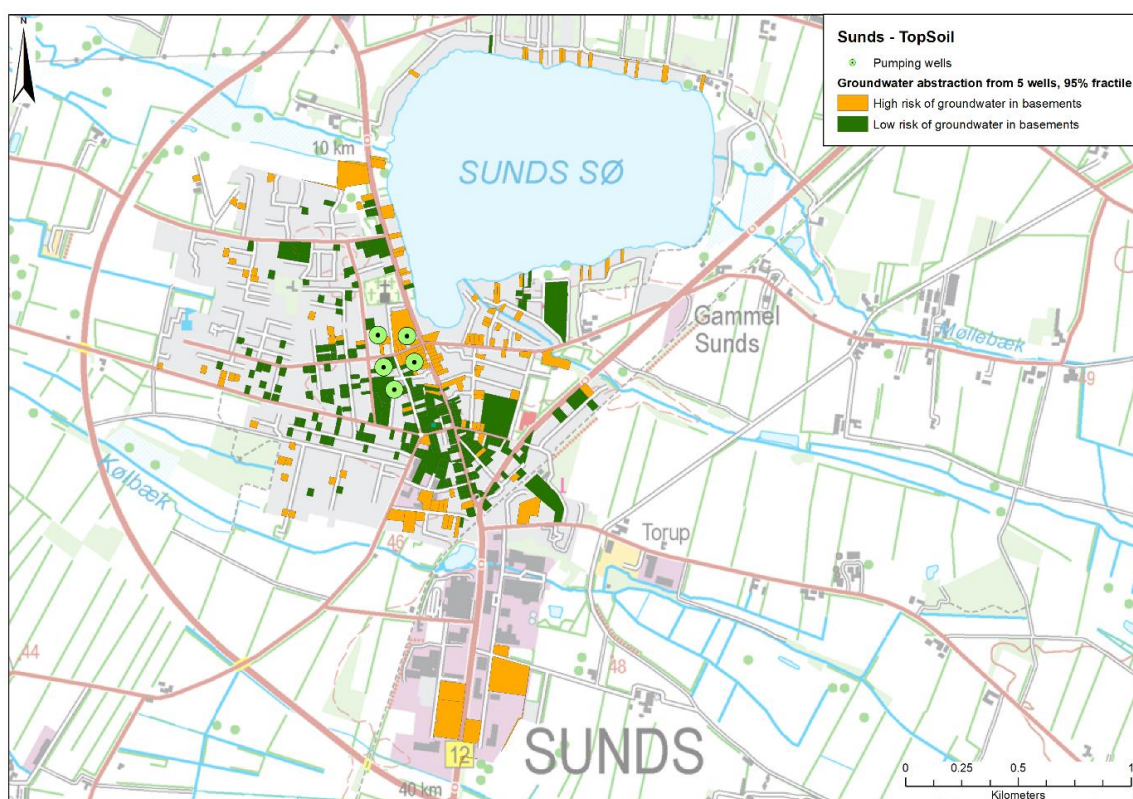 N
Sunds - TopSoil
Pumping wells
Groundwater abstraction from 5 wells, 95% fractile
High risk of groundwater in basements
Low risk of groundwater in basements
10 km
SUNDS SØ
Gammel
Sunds
Møllebæk
49
Kølbæk
46
Torup
44
48
SUNDS
12
40 km
0 0.25 0.5 1
Kilometers